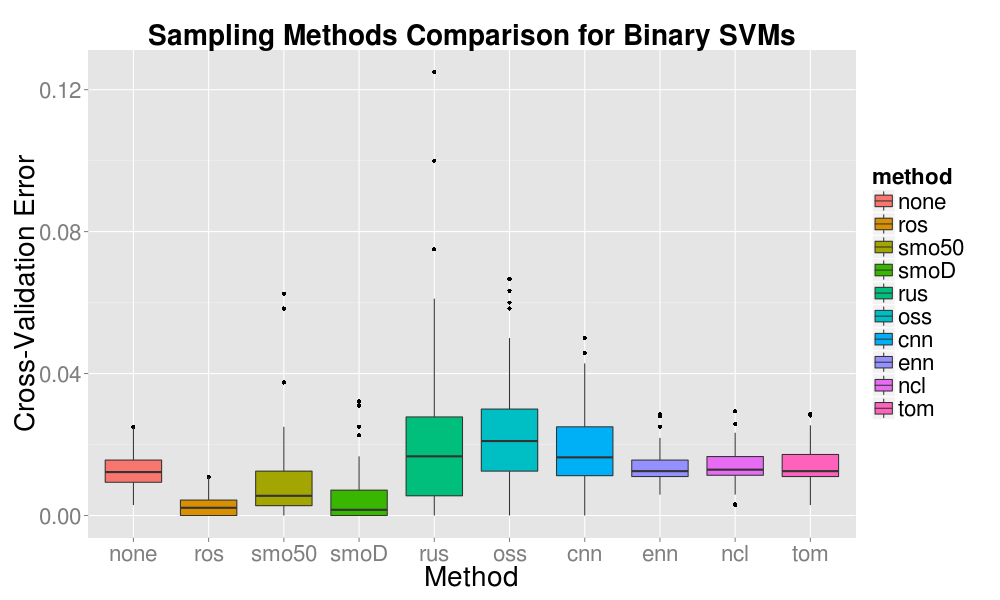 Sampling Methods Comparison for Binary SVMs
Cross-Validation Error
0.12
0.08
0.04
0.00
none ros smo50 smoD rus oss cnn enn ncl tom
Method
method
none
ros
smo50
smoD
rus
oss
cnn
enn
ncl
tom